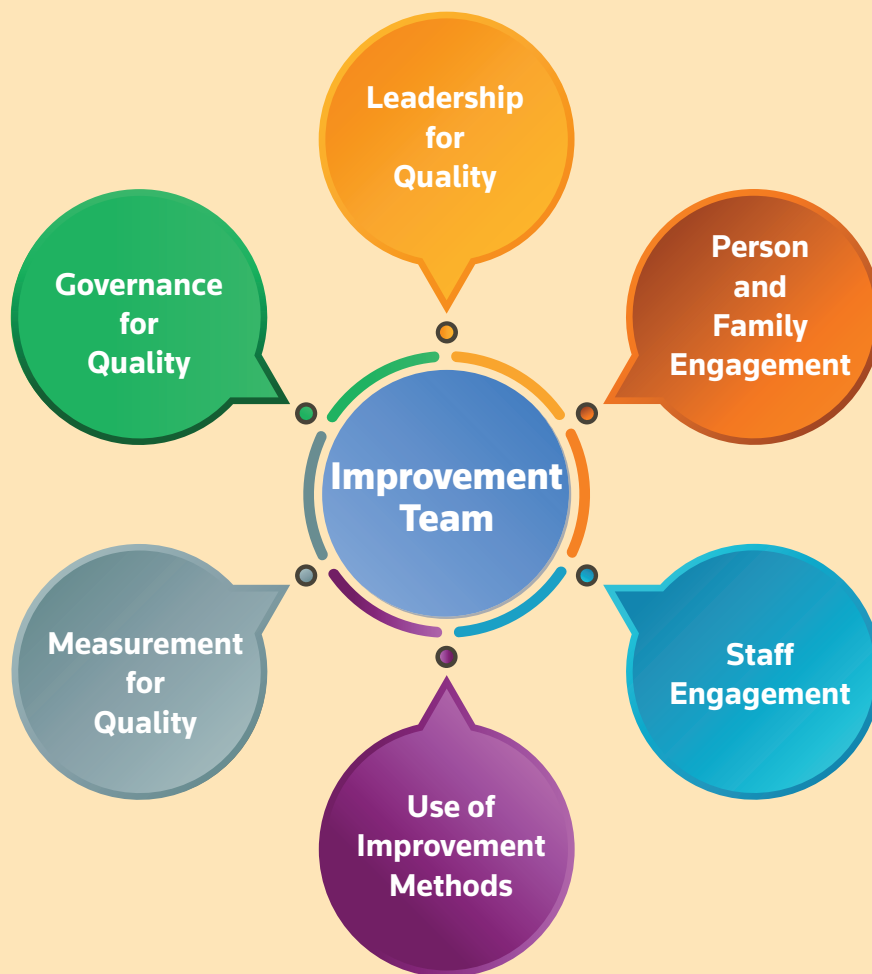 Leadership
for
Quality
Person
and
Family
Engagement
Staff
Engagement
Use of
Improvement
Methods
Measurement
for
Quality
Governance
for
Quality
Improvement
Team